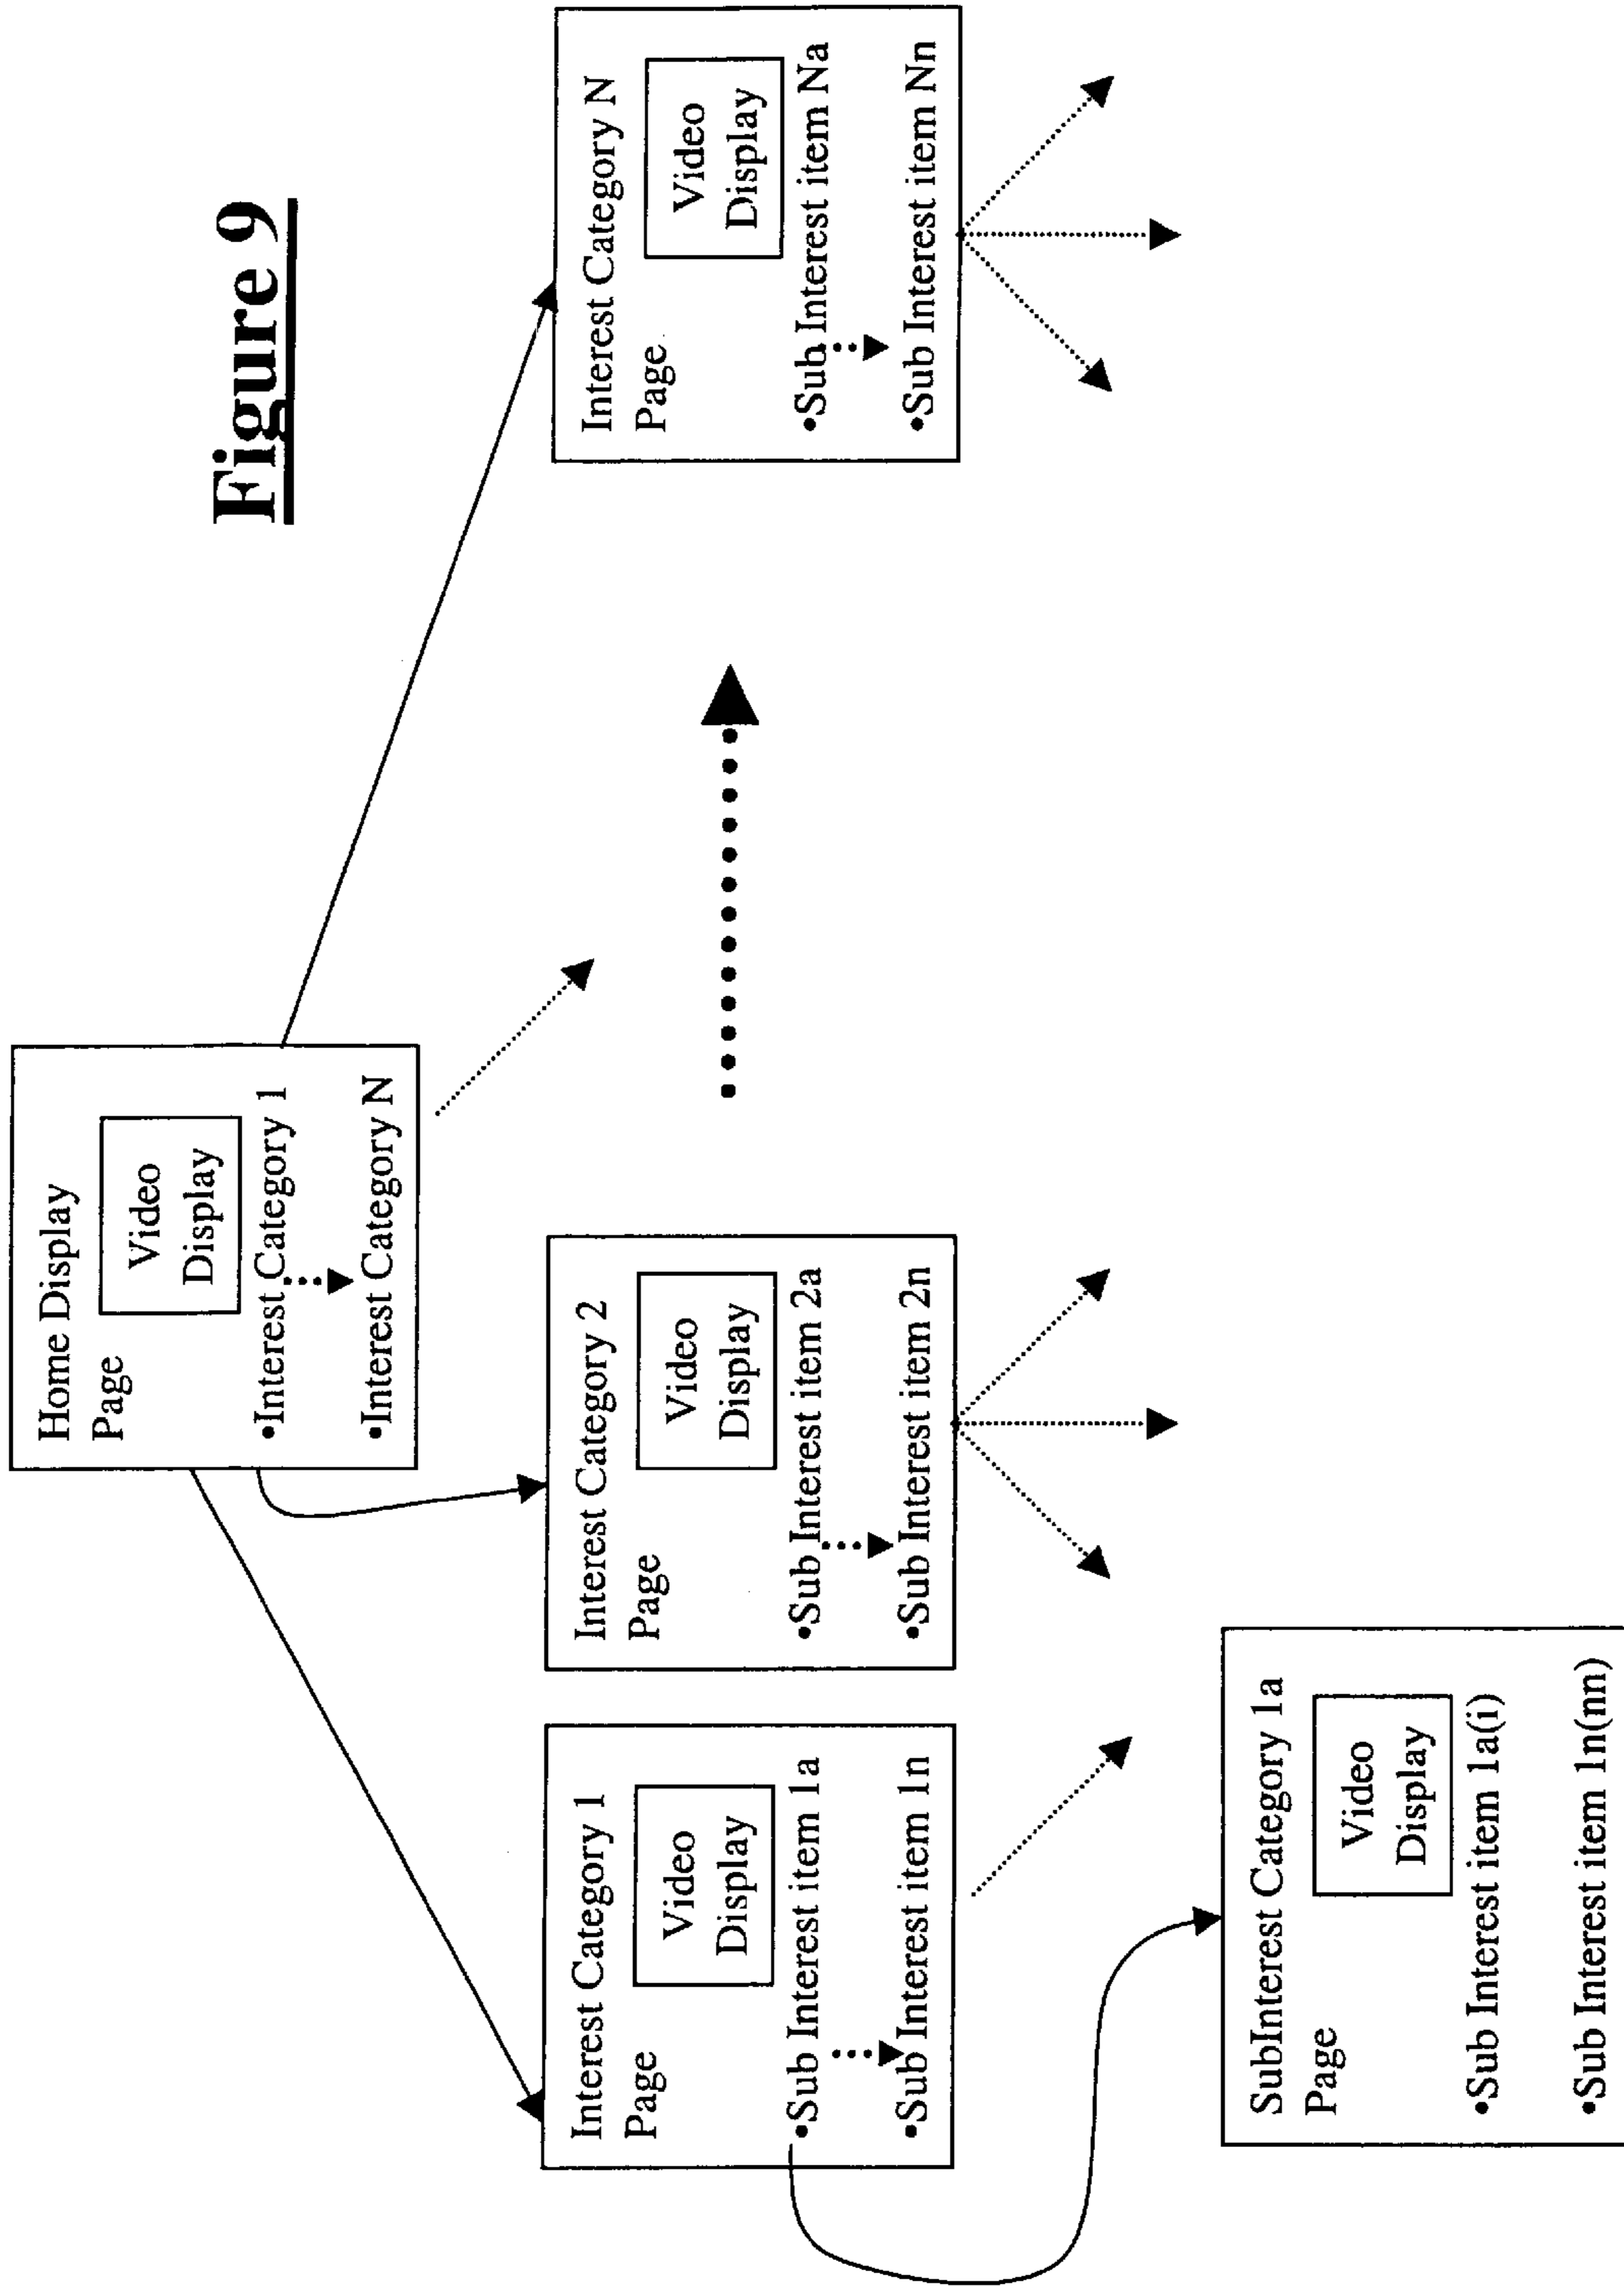 Figure 9
Home Display
Page
Video
Display
•Interest Category 1
•Interest Category N
Interest Category 1
Page
Video
Display
•Sub Interest item 1a
•Sub Interest item 1n
Interest Category 2
Page
Video
Display
•Sub Interest item 2a
•Sub Interest item 2n
Interest Category N
Page
Video
Display
•Sub Interest item Na
•Sub Interest item Nn
SubInterest Category 1a
Page
Video
Display
•Sub Interest item 1a(i)
•Sub Interest item 1n(nn)